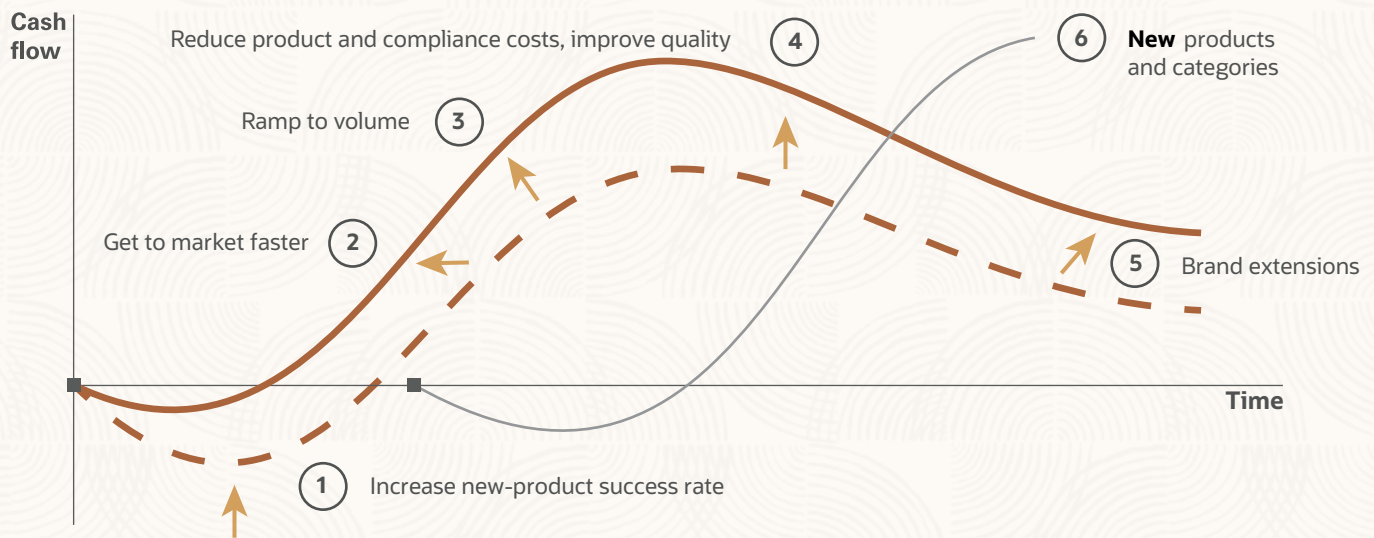 Cash
flow
Reduce product and compliance costs, improve quality
4
6
New products
and categories
Ramp to volume
3
Get to market faster
2
5
Brand extensions
Time
1
Increase new-product success rate